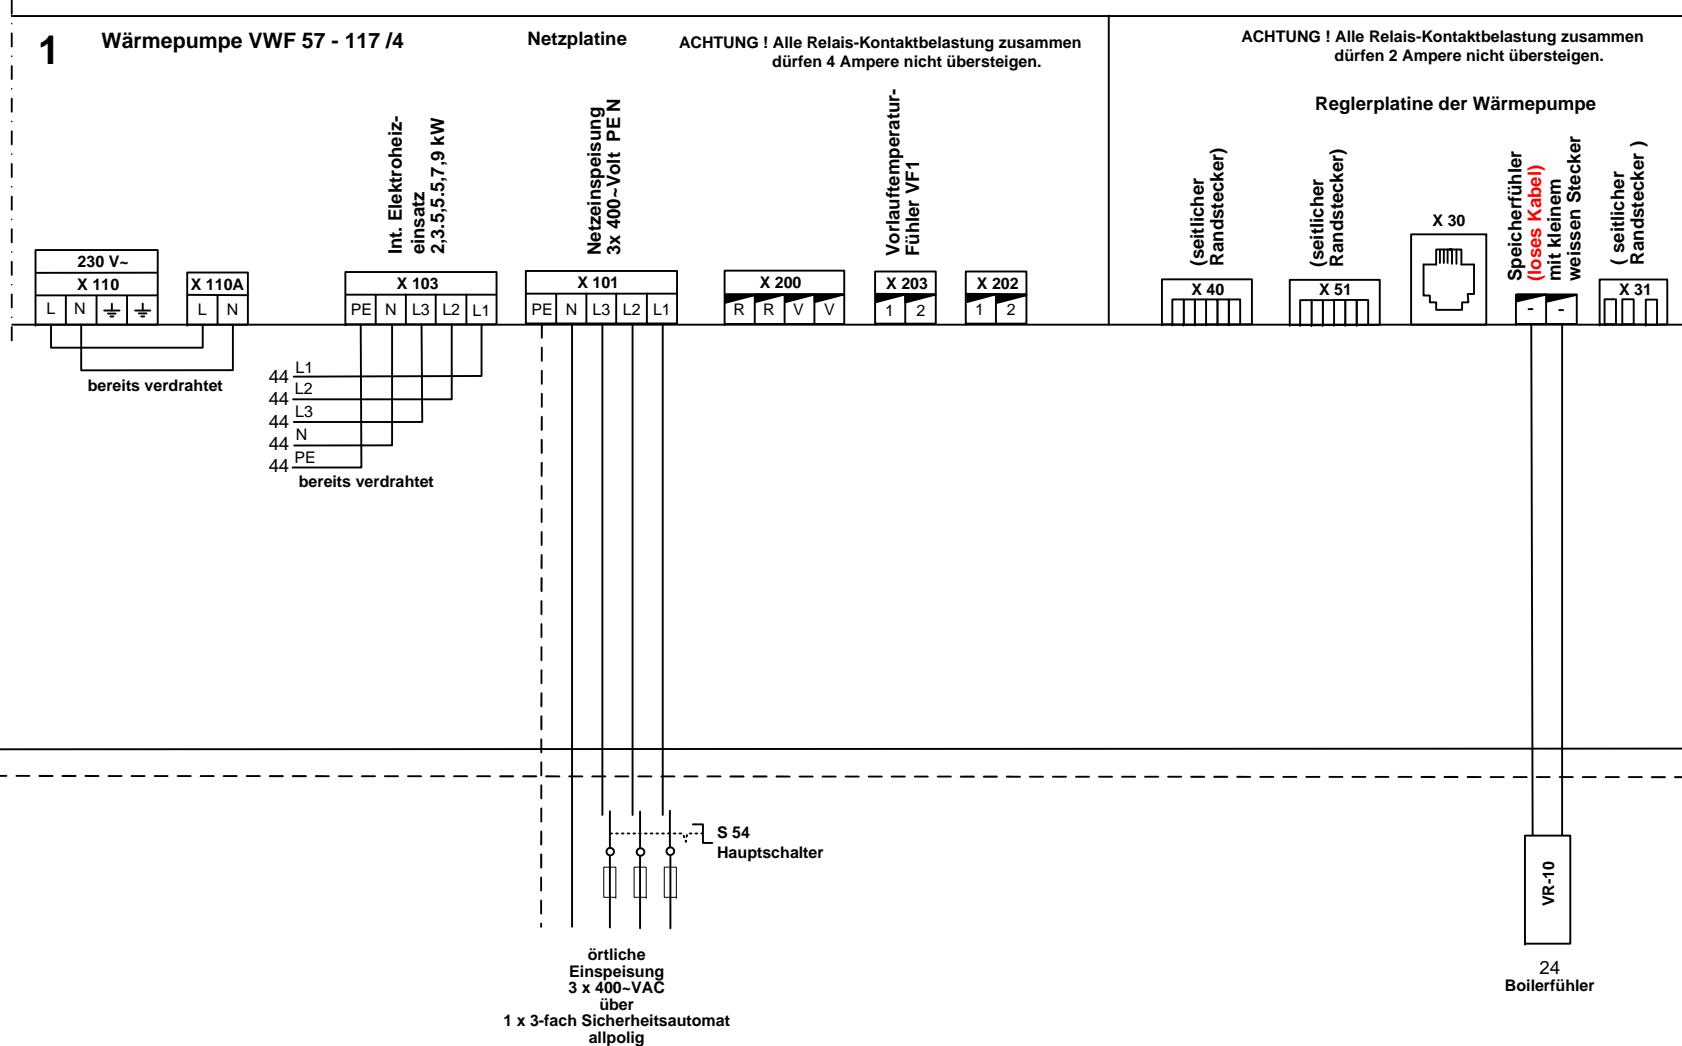 1
Wärmepumpe VWF 57 - 117 /4
Netzplatine
ACHTUNG ! Alle Relais-Kontaktbelastung zusammen
dürfen 4 Ampere nicht übersteigen.
ACHTUNG ! Alle Relais-Kontaktbelastung zusammen
dürfen 2 Ampere nicht übersteigen.
Reglerplatine der Wärmepumpe
Int. Elektroheiz-
einsatz
2,3.5,5.5,7,9 kW
Netzeinspeisung
3x 400~Volt PE N
Vorlauftemperatur-
Fühler VF1
(seitlicher
Randstecker)
(seitlicher
Randstecker)
Speicherfühler
(loses Kabel)
mit kleinem
weissen Stecker
( seitlicher
Randstecker )
230 V~
X 110
L N
X 110A
L N
X 103
PE N L3 L2 L1
X 101
PE N L3 L2 L1
X 200
R R V V
X 203
1 2
X 202
1 2
X 40
X 51
X 30
- -
X 31
bereits verdrahtet
44 L1
44 L2
44 L3
44 N
44 PE
bereits verdrahtet
S 54
Hauptschalter
örtliche
Einspeisung
3 x 400~VAC
über
1 x 3-fach Sicherheitsautomat
allpolig
VR-10
24
Boilerfühler